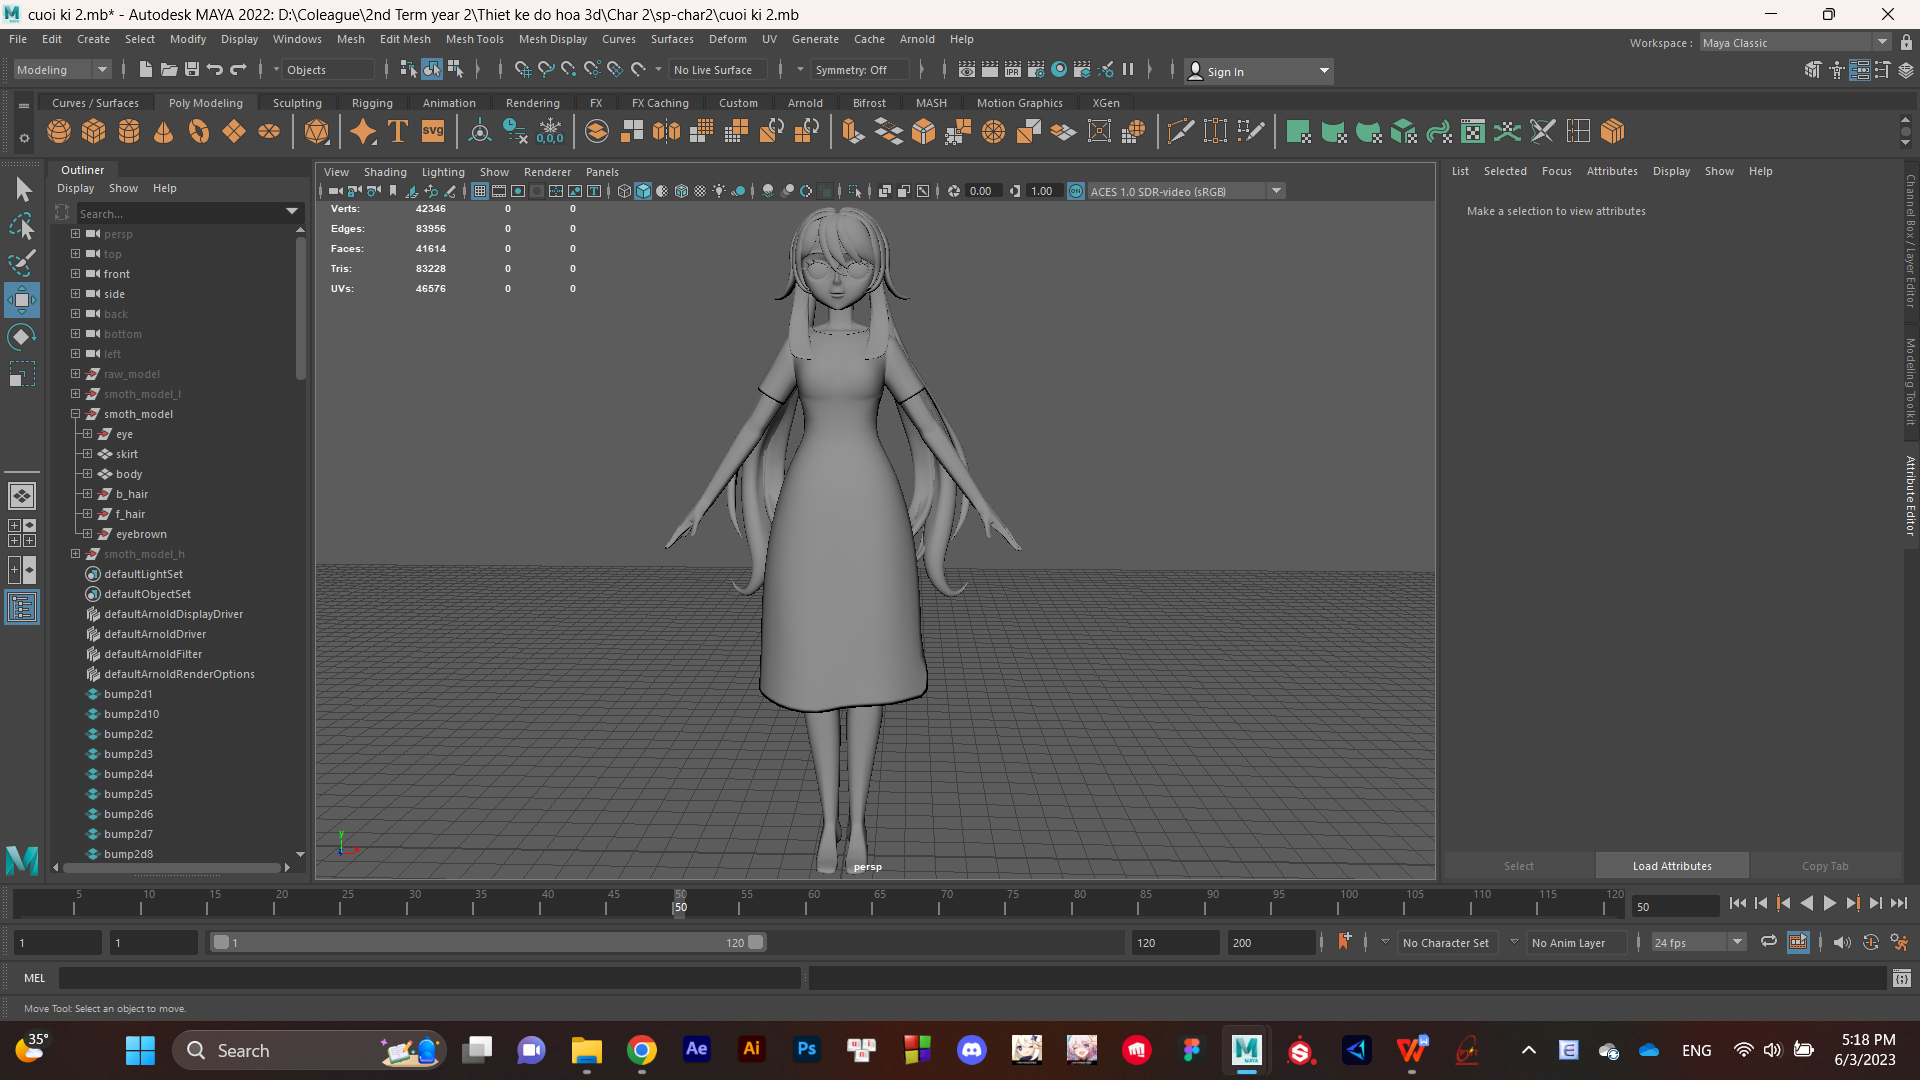 cuoi ki 2.mb* - Autodesk MAYA 2022: D:\Coleague\2nd Term year 2\Thiet ke do hoa 3d\Char 2\sp-char2\cuoi ki 2.mb
File Edit Create Select Modify Display Windows Mesh Edit Mesh Mesh Tools Mesh Display Curves Surfaces Deform UV Generate Cache Arnold Help
Workspace : Maya Classic
Modeling Objects No Live Surface Symmetry: Off Sign In
Curves / Surfaces Poly Modeling Sculpting Rigging Animation Rendering FX FX Caching Custom Arnold Bifrost MASH Motion Graphics XGen
T SVG 0,0,0
Outliner
Display Show Help
Search...
persp
top
front
side
back
bottom
left
raw_model
smoth_model_l
smoth_model
eye
skirt
body
b_hair
f_hair
eyebrown
smoth_model_h
defaultLightSet
defaultObjectSet
defaultArnoldDisplayDriver
defaultArnoldDriver
defaultArnoldFilter
defaultArnoldRenderOptions
bump2d1
bump2d10
bump2d2
bump2d3
bump2d4
bump2d5
bump2d6
bump2d7
bump2d8
View Shading Lighting Show Renderer Panels
0.00 1.00 ON ACES 1.0 SDR-video (sRGB)
Verts: 42346 0 0
Edges: 83956 0 0
Faces: 41614 0 0
Tris: 83228 0 0
UVs: 46576 0 0
y
persp
List Selected Focus Attributes Display Show Help
Make a selection to view attributes
Channel Box / Layer Editor
Modeling Toolkit
Attribute Editor
Select Load Attributes Copy Tab
5 10 15 20 25 30 35 40 45 50 55 60 65 70 75 80 85 90 95 100 105 110 115 120
50 50
1 1 1 120 120 200 No Character Set No Anim Layer 24 fps
MEL
Move Tool: Select an object to move.
35°
Search
Ae Ai Ps
MAYA
ENG
5:18 PM
6/3/2023